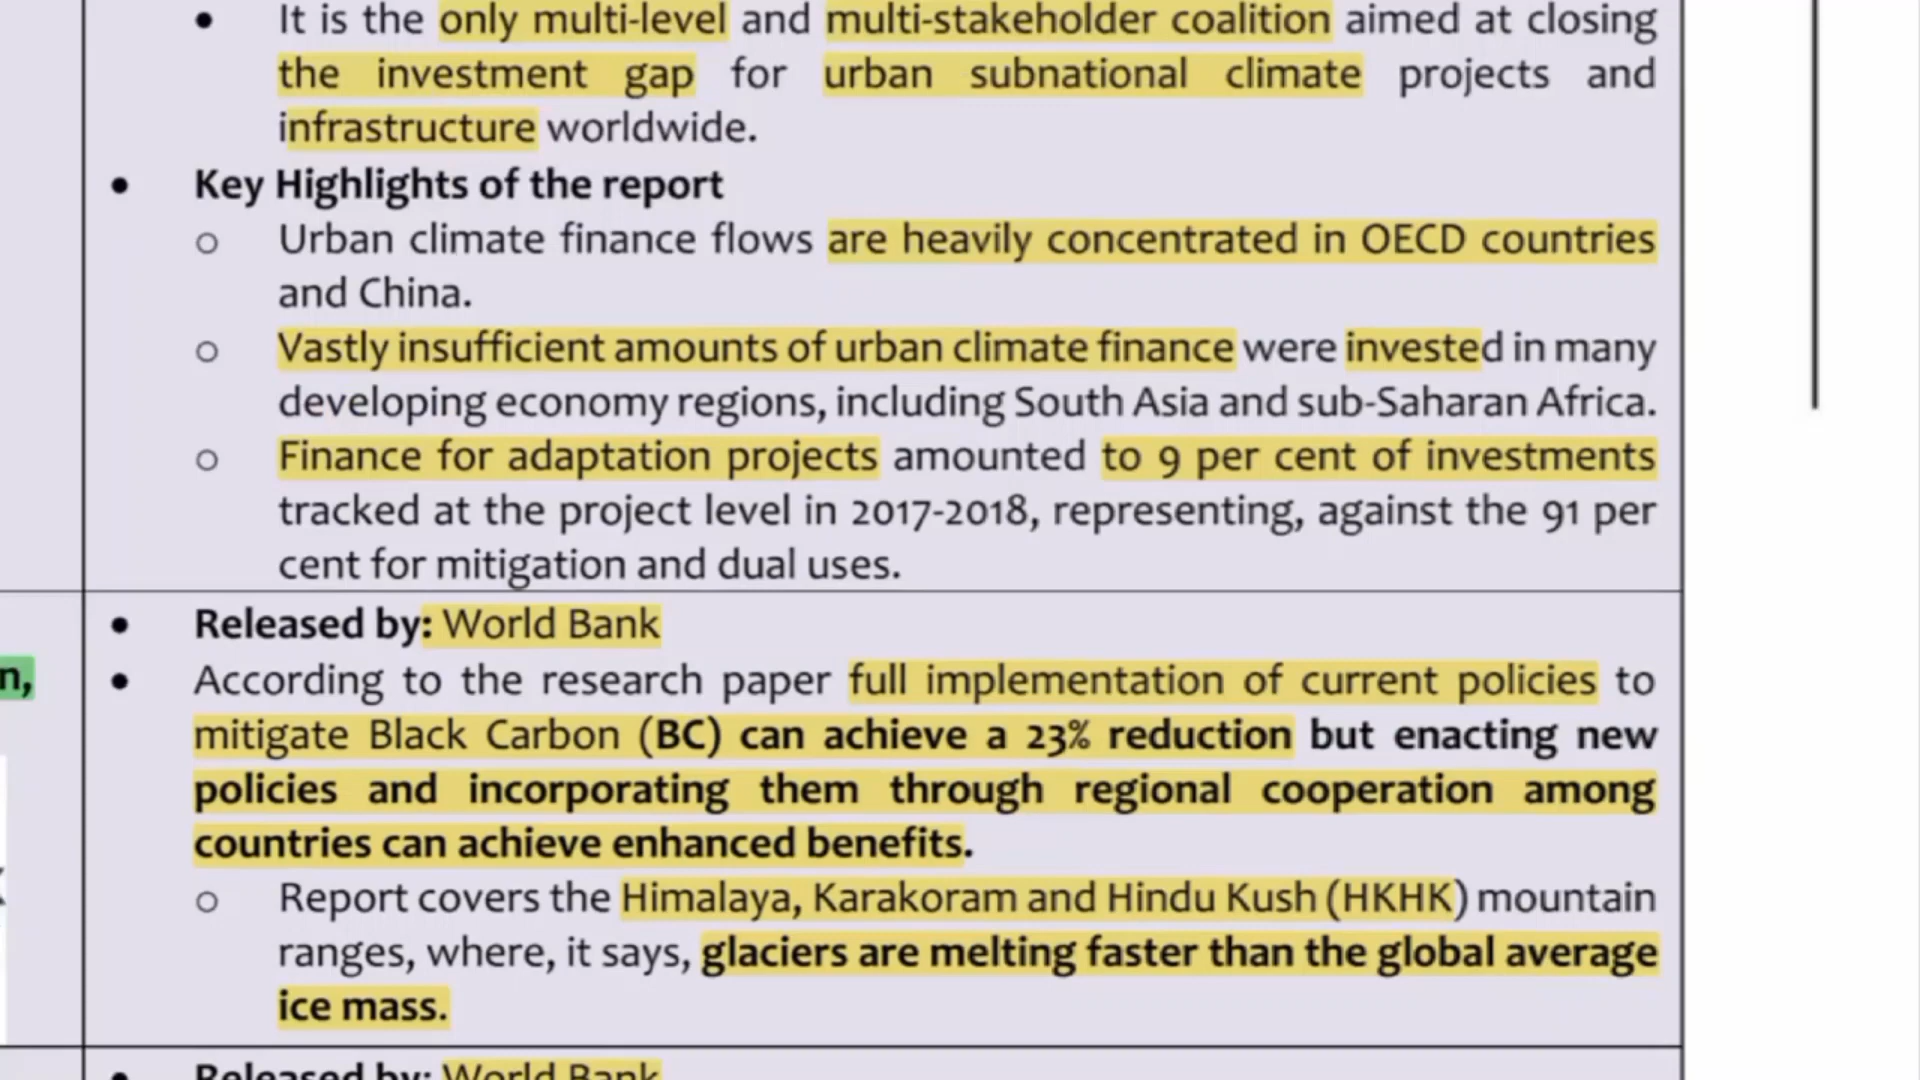 • It is the only multi-level and multi-stakeholder coalition aimed at closing
the investment gap for urban subnational climate projects and
infrastructure worldwide.
• Key Highlights of the report
○ Urban climate finance flows are heavily concentrated in OECD countries
and China.
○ Vastly insufficient amounts of urban climate finance were invested in many
developing economy regions, including South Asia and sub-Saharan Africa.
○ Finance for adaptation projects amounted to 9 per cent of investments
tracked at the project level in 2017-2018, representing, against the 91 per
cent for mitigation and dual uses.
• Released by: World Bank
n,
• According to the research paper full implementation of current policies to
mitigate Black Carbon (BC) can achieve a 23% reduction but enacting new
policies and incorporating them through regional cooperation among
countries can achieve enhanced benefits.
○ Report covers the Himalaya, Karakoram and Hindu Kush (HKHK) mountain
ranges, where, it says, glaciers are melting faster than the global average
ice mass.
• Released by: World Bank